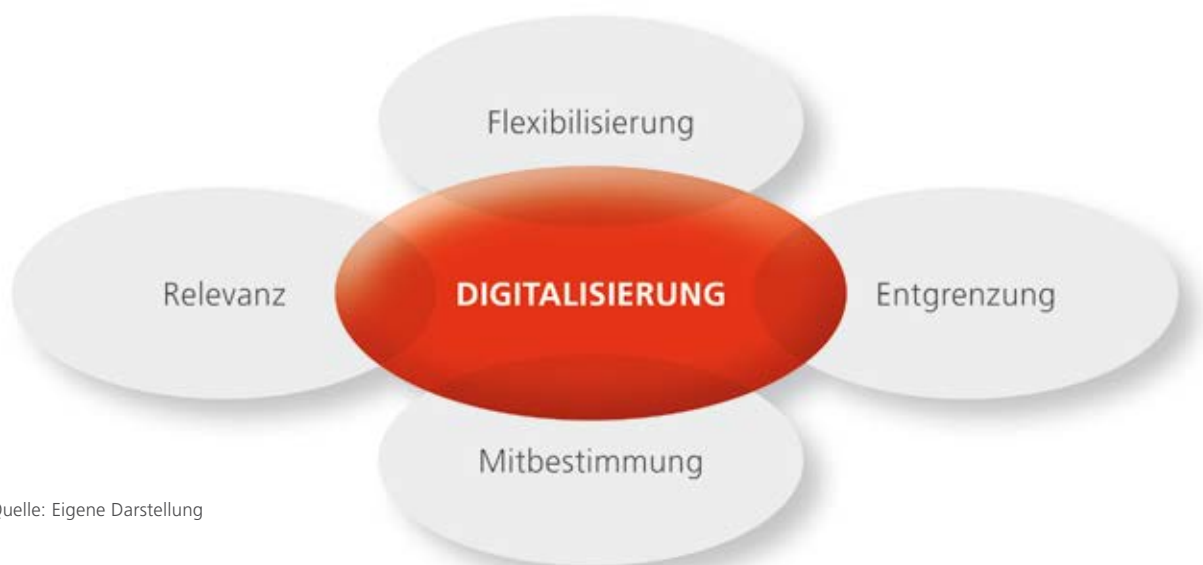 Flexibilisierung
Relevanz
DIGITALISIERUNG
Entgrenzung
Mitbestimmung
uelle: Eigene Darstellung